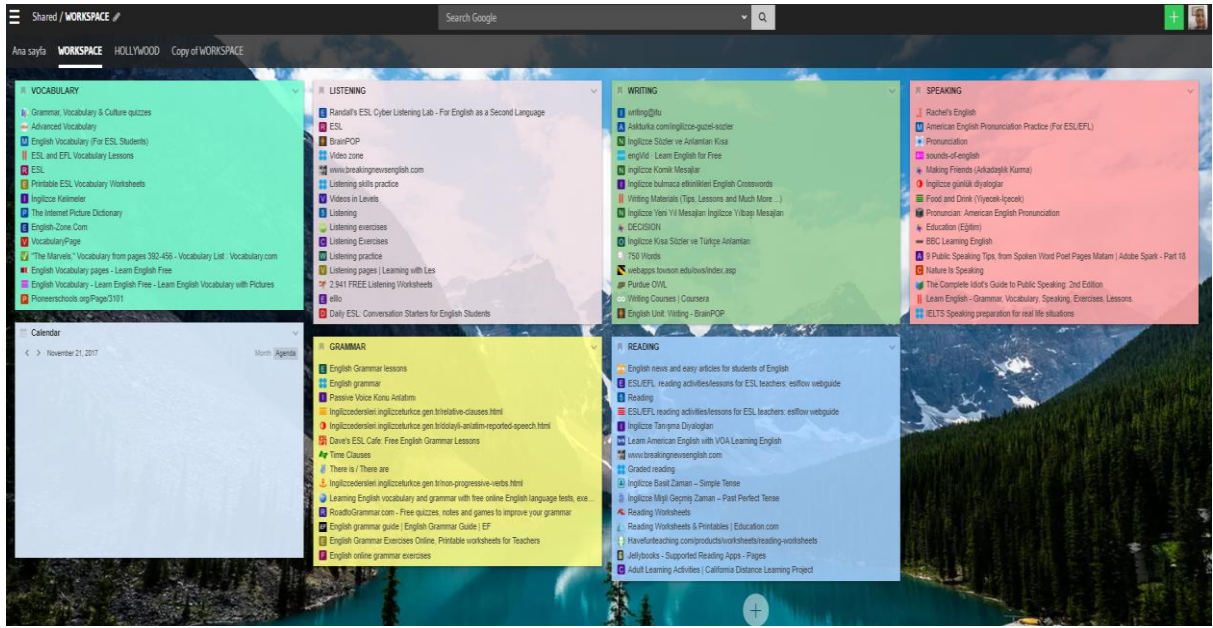 Shared / WORKSPACE
Search Google
Ana sayfa WORKSPACE HOLLYWOOD Copy of WORKSPACE
VOCABULARY
Grammar, Vocabulary & Culture quizzes
Advanced Vocabulary
English Vocabulary (For ESL Students)
ESL and EFL Vocabulary Lessons
ESL
Printable ESL Vocabulary Worksheets
İngilizce Kelimeler
The Internet Picture Dictionary
English-Zone.Com
VocabularyPage
"The Marvels," Vocabulary from pages 392-456 - Vocabulary List : Vocabulary.com
English Vocabulary pages - Learn English Free
English Vocabulary - Learn English Free - Learn English Vocabulary with Pictures
Pioneerschools.org/Page/3101
Calendar
November 21, 2017
Month Agenda
LISTENING
Randall's ESL Cyber Listening Lab - For English as a Second Language
ESL
BrainPOP
Video zone
www.breakingnewsenglish.com
Listening skills practice
Videos in Levels
Listening
Listening exercises
Listening Exercises
Listening practice
Listening pages | Learning with Les
2.941 FREE Listening Worksheets
elllo
Daily ESL: Conversation Starters for English Students
GRAMMAR
English Grammar lessons
English grammar
Passive Voice Konu Anlatımı
Ingilizcedersleri.ingilizceturkce.gen.tr/relative-clauses.html
Ingilizcedersleri.ingilizceturkce.gen.tr/dolayli-anlatim-reported-speech.html
Dave's ESL Cafe: Free English Grammar Lessons
Time Clauses
There is / There are
Ingilizcedersleri.ingilizceturkce.gen.tr/non-progressive-verbs.html
Learning English vocabulary and grammar with free online English language tests, exe...
RoadtoGrammar.com - Free quizzes, notes and games to improve your grammar
English grammar guide | English Grammar Guide | EF
English Grammar Exercises Online, Printable worksheets for Teachers
English online grammar exercises
WRITING
writing@itu
Askturka.com/ingilizce-guzel-sozler
İngilizce Sözler ve Anlamları Kısa
engVid · Learn English for Free
ingilizce Komik Mesajlar
İngilizce bulmaca etkinlikleri English Crosswords
Writing Materials (Tips, Lessons and Much More ...)
İngilizce Yeni Yıl Mesajları İngilizce Yılbaşı Mesajları
DECISION
İngilizce Kısa Sözler ve Türkçe Anlamları
750 Words
webapps.towson.edu/ows/index.asp
Purdue OWL
Writing Courses | Coursera
English Unit: Writing - BrainPOP.
READING
English news and easy articles for students of English
ESL/EFL reading activities/lessons for ESL teachers: eslflow webguide
Reading
ESL/EFL reading activities/lessons for ESL teachers: eslflow webguide
İngilizce Tanışma Diyalogları
Learn American English with VOA Learning English
www.breakingnewsenglish.com
Graded reading
İngilizce Basit Zaman – Simple Tense
İngilizce Mişli Geçmiş Zaman – Past Perfect Tense
Reading Worksheets
Reading Worksheets & Printables | Education.com
Havefunteaching.com/products/worksheets/reading-worksheets
Jellybooks - Supported Reading Apps - Pages
Adult Learning Activities | California Distance Learning Project
SPEAKING
Rachel's English
American English Pronunciation Practice (For ESL/EFL)
Pronunciation
sounds-of-english
Making Friends (Arkadaşlık Kurma)
İngilizce günlük diyaloglar
Food and Drink (Yiyecek-İçecek)
Pronuncian: American English Pronunciation
Education (Eğitim)
BBC Learning English
9 Public Speaking Tips, from Spoken Word Poet Pages Matam | Adobe Spark - Part 18
Nature Is Speaking
The Complete Idiot's Guide to Public Speaking: 2nd Edition
Learn English - Grammar, Vocabulary, Speaking, Exercises, Lessons.
IELTS Speaking preparation for real life situations